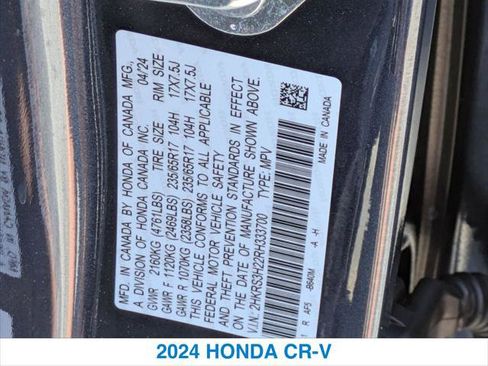 MFD. IN CANADA BY HONDA OF CANADA MFG.,
A DIVISION OF HONDA CANADA INC. 04/24
TIRE SIZE RIM SIZE
GVWR 2160KG (4761LBS)
GAWR F 1120KG (2469LBS) 235/65R17 104H 17X7.5J
GAWR R 1070KG (2358LBS) 235/65R17 104H 17X7.5J
THIS VEHICLE CONFORMS TO ALL APPLICABLE
FEDERAL MOTOR VEHICLE SAFETY
AND THEFT PREVENTION STANDARDS IN EFFECT
ON THE DATE OF MANUFACTURE SHOWN ABOVE.
V.I.N: 2HKRS3H22RH333700 TYPE: MPV
1 R AF5 A -H
MADE IN CANADA
2024 HONDA CR-V